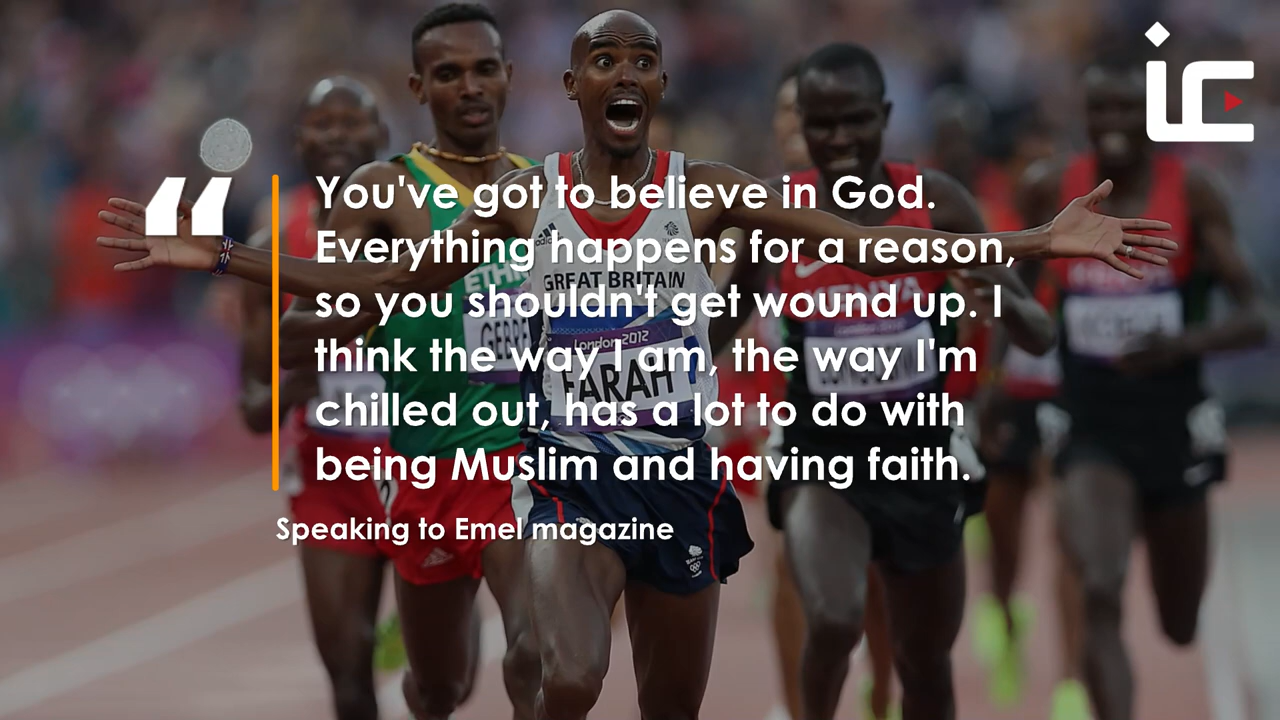 You've got to believe in God.
Everything happens for a reason,
so you shouldn't get wound up. I
think the way I am, the way I'm
chilled out, has a lot to do with
being Muslim and having faith.
Speaking to Emel magazine
GREAT BRITAIN
London 2012
FARAH
KENYA